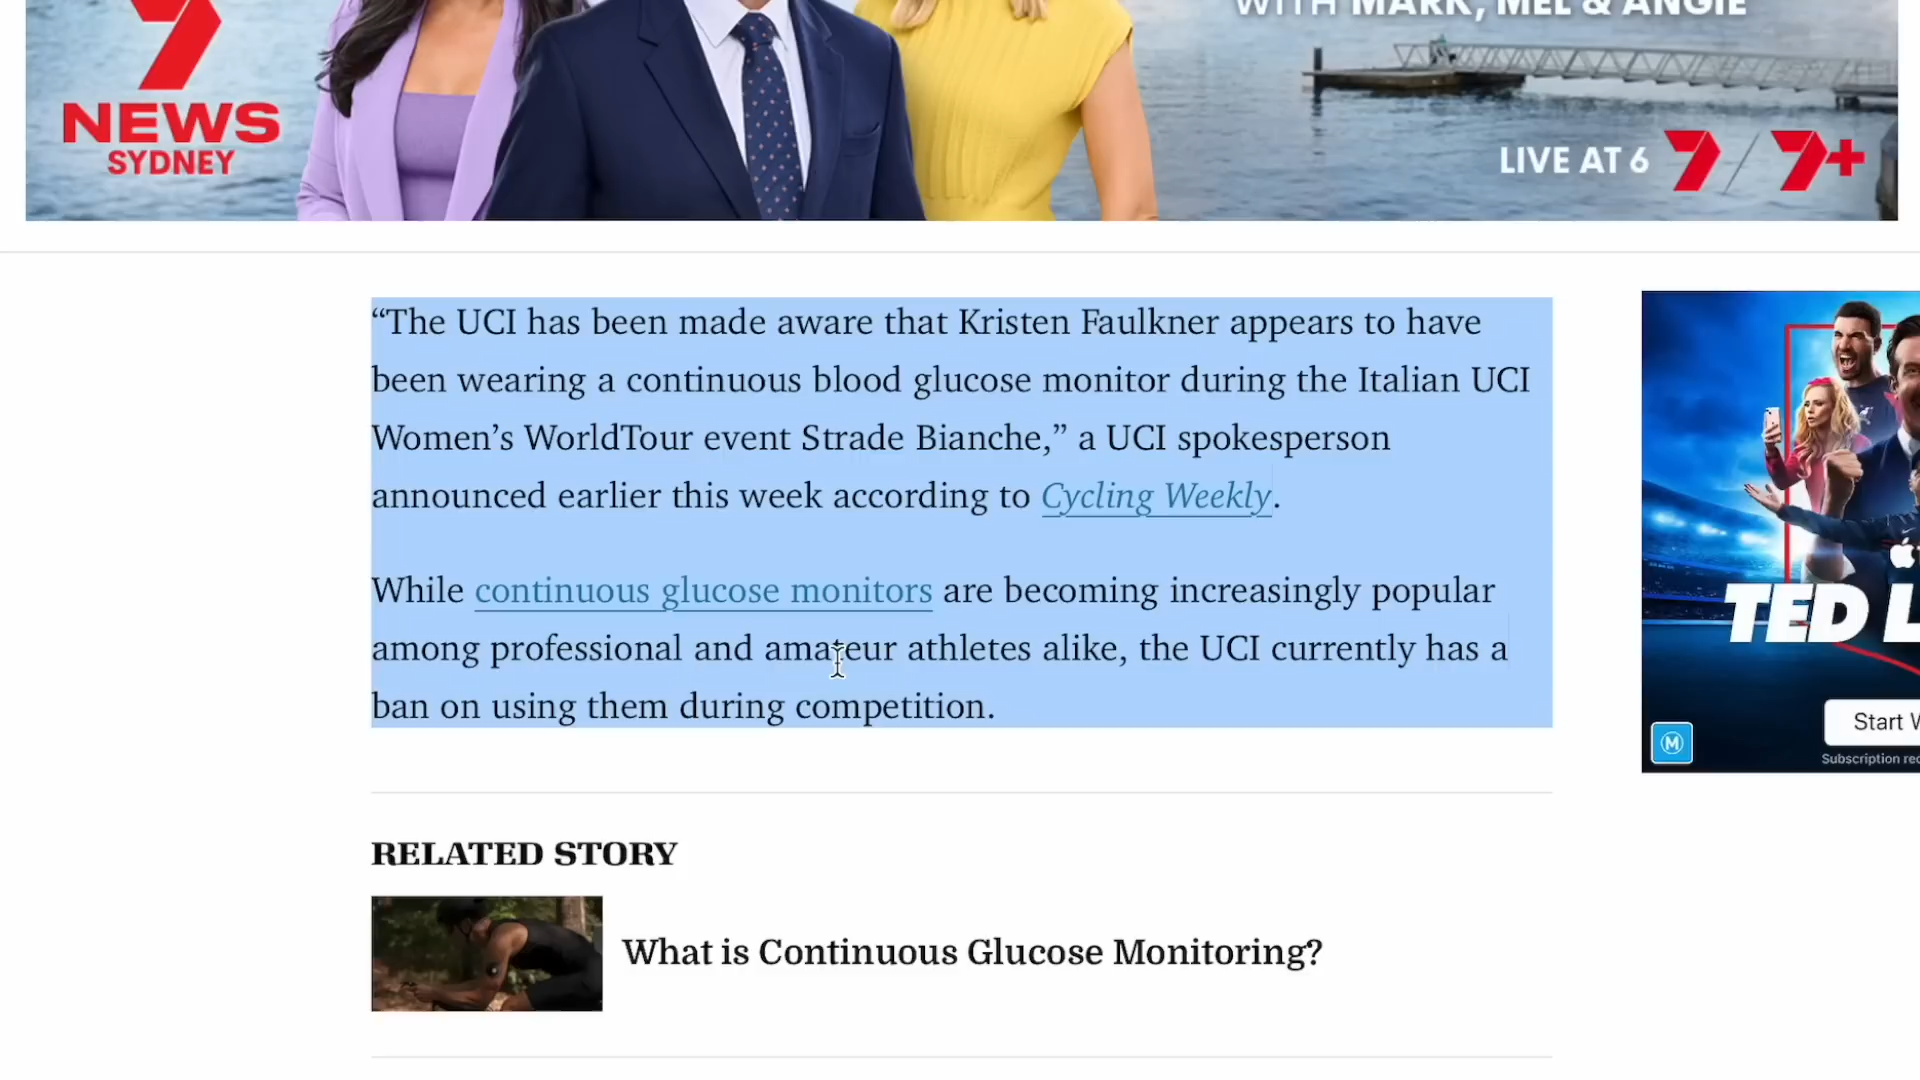 WITH MARK, MEL & ANGIE
7
NEWS
SYDNEY
LIVE AT 6 7 / 7+
“The UCI has been made aware that Kristen Faulkner appears to have
been wearing a continuous blood glucose monitor during the Italian UCI
Women’s WorldTour event Strade Bianche,” a UCI spokesperson
announced earlier this week according to Cycling Weekly.
While continuous glucose monitors are becoming increasingly popular
among professional and amateur athletes alike, the UCI currently has a
ban on using them during competition.
TED L
Start W
M
Subscription rec
RELATED STORY
What is Continuous Glucose Monitoring?